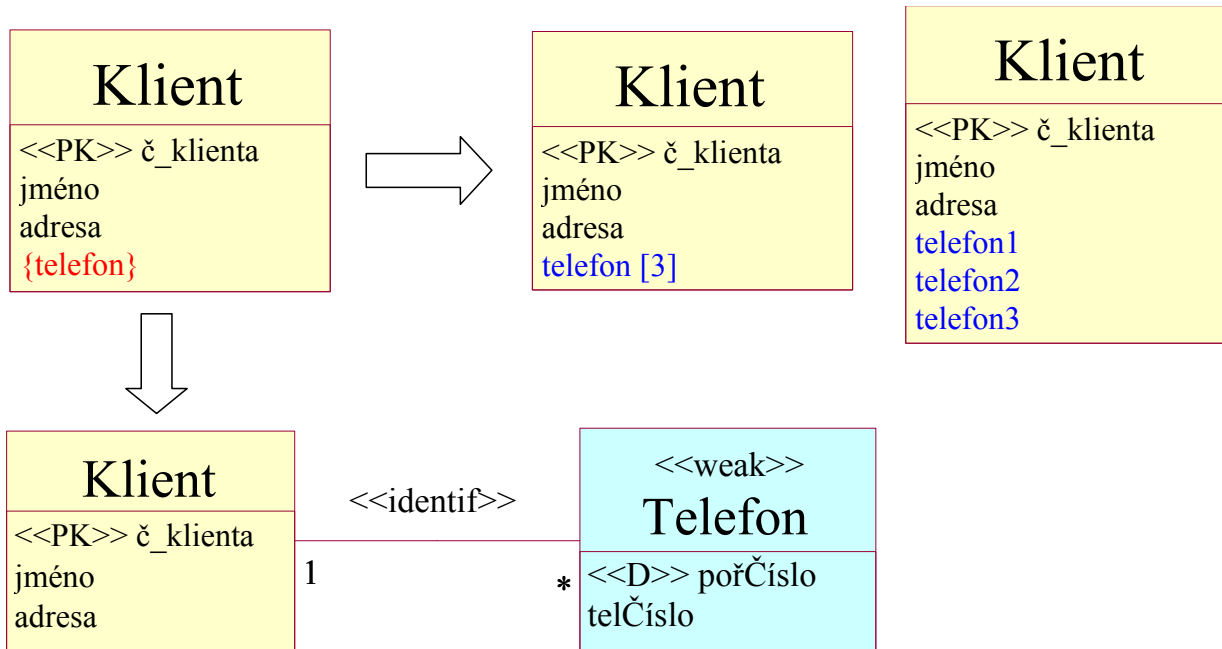 Klient
<<PK>> č_klienta
jméno
adresa
{telefon}
Klient
<<PK>> č_klienta
jméno
adresa
telefon [3]
Klient
<<PK>> č_klienta
jméno
adresa
telefon1
telefon2
telefon3
Klient
<<PK>> č_klienta
jméno
adresa
<<identif>>
1
*
<<weak>>
Telefon
<<D>> pořČíslo
telČíslo